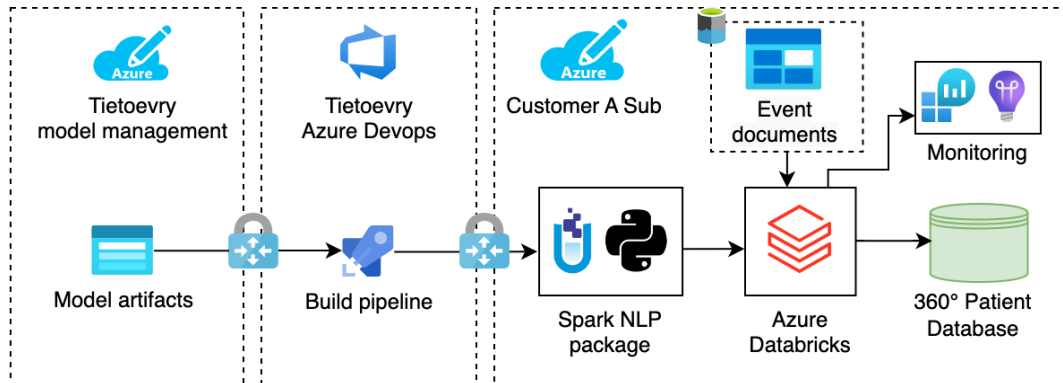 Azure
Tietoevry
model management
Model artifacts
Tietoevry
Azure Devops
Build pipeline
Azure
Customer A Sub
Event
documents
Monitoring
Spark NLP
package
Azure
Databricks
360° Patient
Database